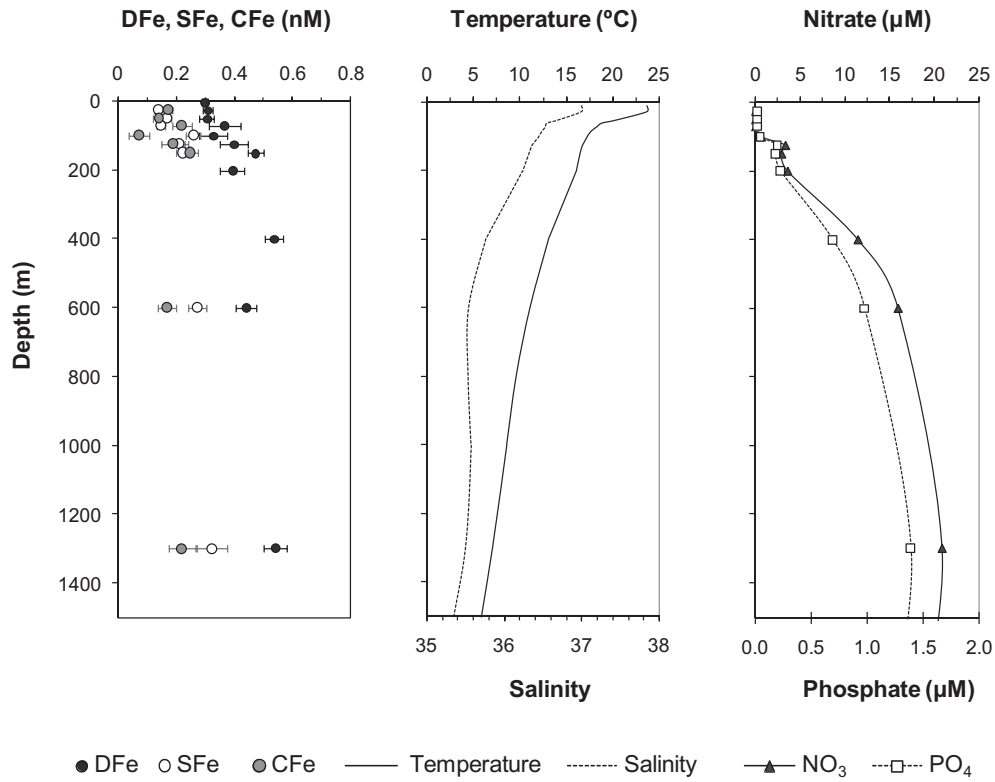 DFe, SFe, CFe (nM)
Temperature (ºC)
Nitrate (µM)
0 0.2 0.4 0.6 0.8
0 5 10 15 20 25
0 5 10 15 20 25
Depth (m)
0
200
400
600
800
1000
1200
1400
35 36 37 38
0.0 0.5 1.0 1.5 2.0
Salinity
Phosphate (µM)
DFe SFe CFe Temperature Salinity NO3 PO4